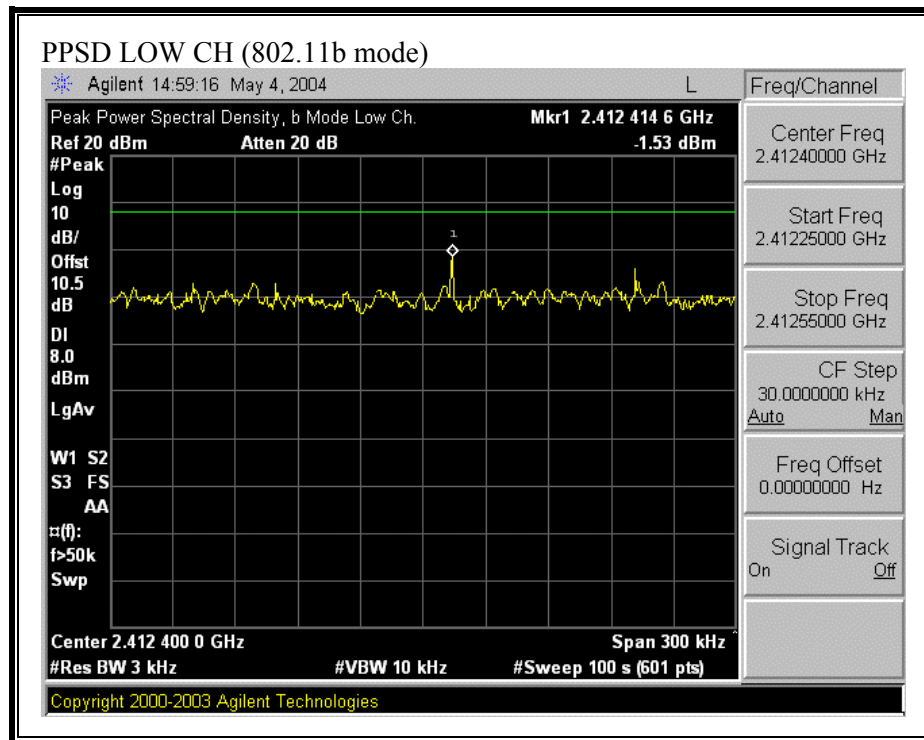 PPSD LOW CH (802.11b mode)
Agilent 14:59:16 May 4, 2004 L
Peak Power Spectral Density, b Mode Low Ch. Mkr1 2.412 414 6 GHz
Ref 20 dBm Atten 20 dB -1.53 dBm
#Peak
Log
10
dB/
Offst
10.5
dB
DI
8.0
dBm
LgAv
W1 S2
S3 FS
AA
¤(f):
f>50k
Swp
1
Center 2.412 400 0 GHz Span 300 kHz ^
#Res BW 3 kHz #VBW 10 kHz #Sweep 100 s (601 pts)
Copyright 2000-2003 Agilent Technologies
Freq/Channel
Center Freq
2.41240000 GHz
Start Freq
2.41225000 GHz
Stop Freq
2.41255000 GHz
CF Step
30.0000000 kHz
Auto Man
Freq Offset
0.00000000 Hz
Signal Track
On Off